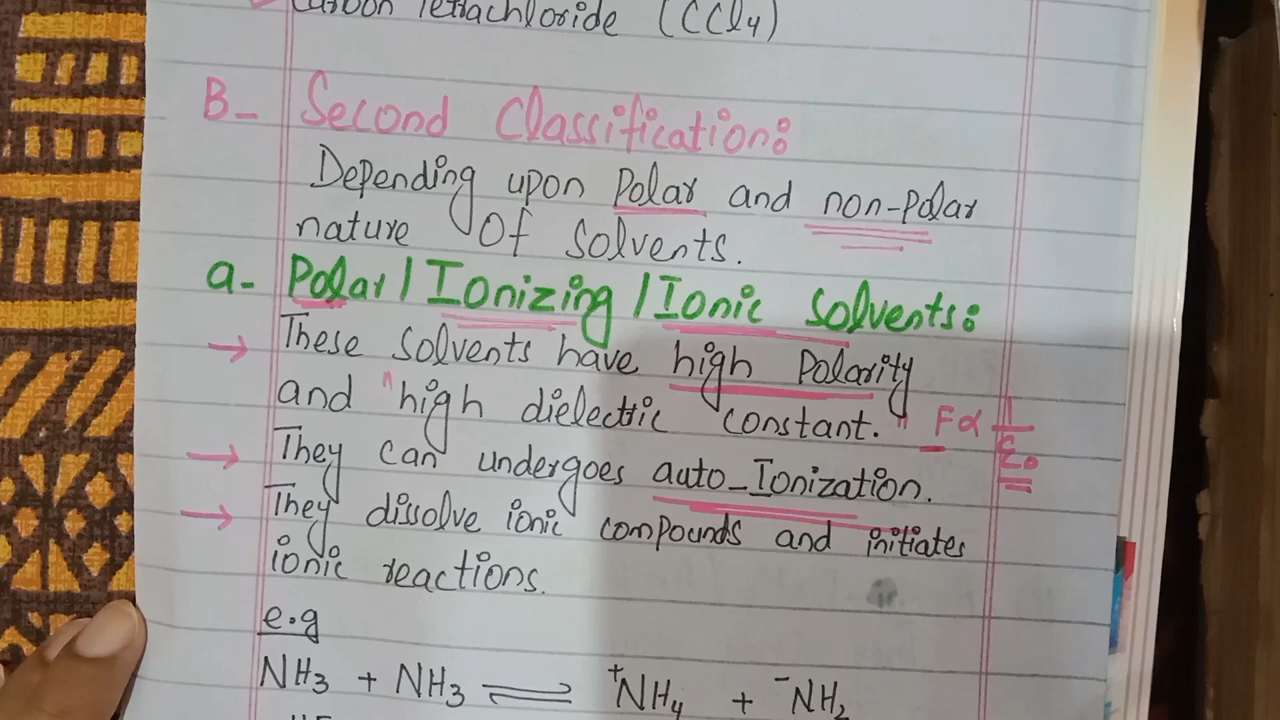 Carbon Tetrachloride (CCl4)
B- Second Classification:
Depending upon Polar and non-polar
nature Of Solvents.
a- Polar/Ionizing/Ionic Solvents:
→ These Solvents have high Polarity
and "high dielectric constant." F∝ 1/ε₀
→ They can undergoes auto-Ionization.
→ They dissolve ionic compounds and initiates
ionic reactions.
e.g
NH3 + NH3 ⇌ ⁺NH4 + ⁻NH2